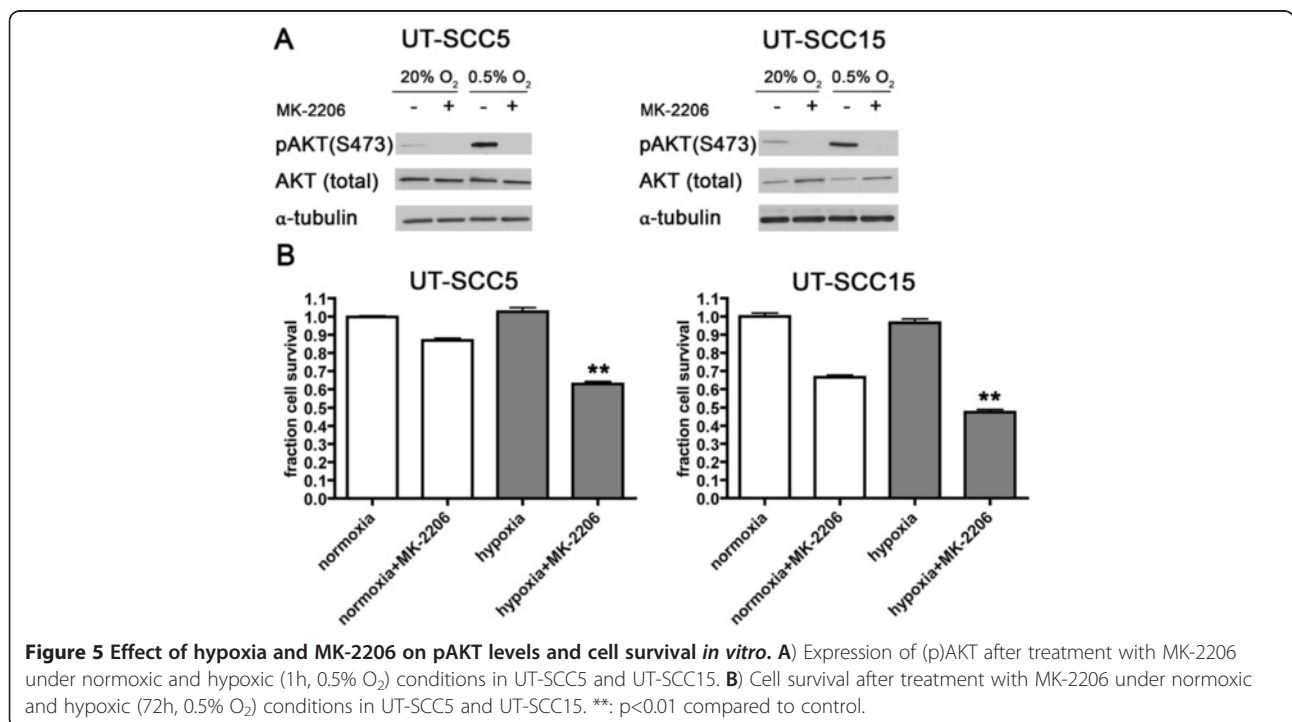 A
UT-SCC5
UT-SCC15
20% O₂ 0.5% O₂
20% O₂ 0.5% O₂
MK-2206 - + - +
MK-2206 - + - +
pAKT(S473)
pAKT(S473)
AKT (total)
AKT (total)
α-tubulin
α-tubulin
B
UT-SCC5
fraction cell survival
1.1
1.0
0.9
0.8
0.7
0.6
0.5
0.4
0.3
0.2
0.1
0.0
**
normoxia
normoxia+MK-2206
hypoxia
hypoxia+MK-2206
UT-SCC15
fraction cell survival
1.1
1.0
0.9
0.8
0.7
0.6
0.5
0.4
0.3
0.2
0.1
0.0
**
normoxia
normoxia+MK-2206
hypoxia
hypoxia+MK-2206
Figure 5 Effect of hypoxia and MK-2206 on pAKT levels and cell survival in vitro. A) Expression of (p)AKT after treatment with MK-2206
under normoxic and hypoxic (1h, 0.5% O₂) conditions in UT-SCC5 and UT-SCC15. B) Cell survival after treatment with MK-2206 under normoxic
and hypoxic (72h, 0.5% O₂) conditions in UT-SCC5 and UT-SCC15. **: p<0.01 compared to control.